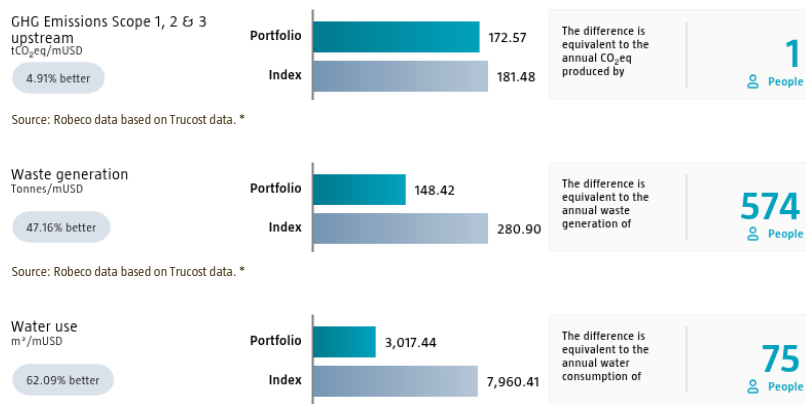 GHG Emissions Scope 1, 2 & 3
upstream
tCO₂eq/mUSD
4.91% better
Portfolio
172.57
Index
181.48
The difference is
equivalent to the
annual CO₂eq
produced by
1
People
Source: Robeco data based on Trucost data. *
Waste generation
Tonnes/mUSD
47.16% better
Portfolio
148.42
Index
280.90
The difference is
equivalent to the
annual waste
generation of
574
People
Source: Robeco data based on Trucost data. *
Water use
m³/mUSD
62.09% better
Portfolio
3,017.44
Index
7,960.41
The difference is
equivalent to the
annual water
consumption of
75
People